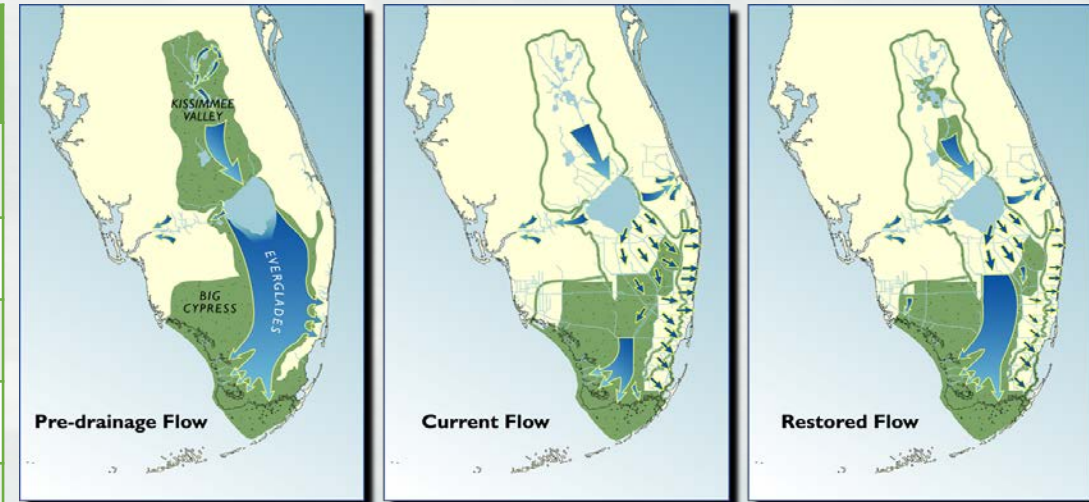 KISSIMMEE
VALLEY
EVERGLADES
BIG
CYPRESS
Pre-drainage Flow
Current Flow
Restored Flow